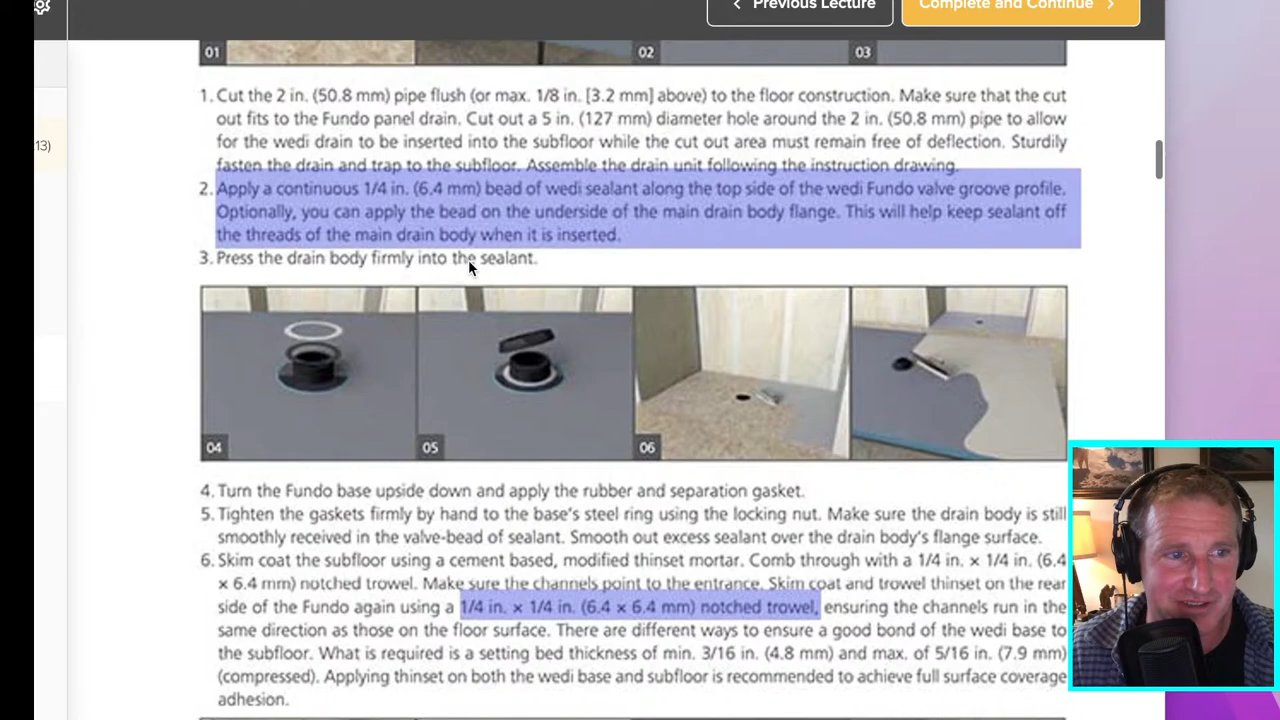 Previous Lecture
Complete and Continue
13)
01
02
03
1. Cut the 2 in. (50.8 mm) pipe flush (or max. 1/8 in. [3.2 mm] above) to the floor construction. Make sure that the cut
out fits to the Fundo panel drain. Cut out a 5 in. (127 mm) diameter hole around the 2 in. (50.8 mm) pipe to allow
for the wedi drain to be inserted into the subfloor while the cut out area must remain free of deflection. Sturdily
fasten the drain and trap to the subfloor. Assemble the drain unit following the instruction drawing.
2. Apply a continuous 1/4 in. (6.4 mm) bead of wedi sealant along the top side of the wedi Fundo valve groove profile.
Optionally, you can apply the bead on the underside of the main drain body flange. This will help keep sealant off
the threads of the main drain body when it is inserted.
3. Press the drain body firmly into the sealant.
04
05
06
4. Turn the Fundo base upside down and apply the rubber and separation gasket.
5. Tighten the gaskets firmly by hand to the base's steel ring using the locking nut. Make sure the drain body is still
smoothly received in the valve-bead of sealant. Smooth out excess sealant over the drain body's flange surface.
6. Skim coat the subfloor using a cement based, modified thinset mortar. Comb through with a 1/4 in. × 1/4 in. (6.4
× 6.4 mm) notched trowel. Make sure the channels point to the entrance. Skim coat and trowel thinset on the rear
side of the Fundo again using a 1/4 in. × 1/4 in. (6.4 × 6.4 mm) notched trowel, ensuring the channels run in the
same direction as those on the floor surface. There are different ways to ensure a good bond of the wedi base to
the subfloor. What is required is a setting bed thickness of min. 3/16 in. (4.8 mm) and max. of 5/16 in. (7.9 mm)
(compressed). Applying thinset on both the wedi base and subfloor is recommended to achieve full surface coverage
adhesion.